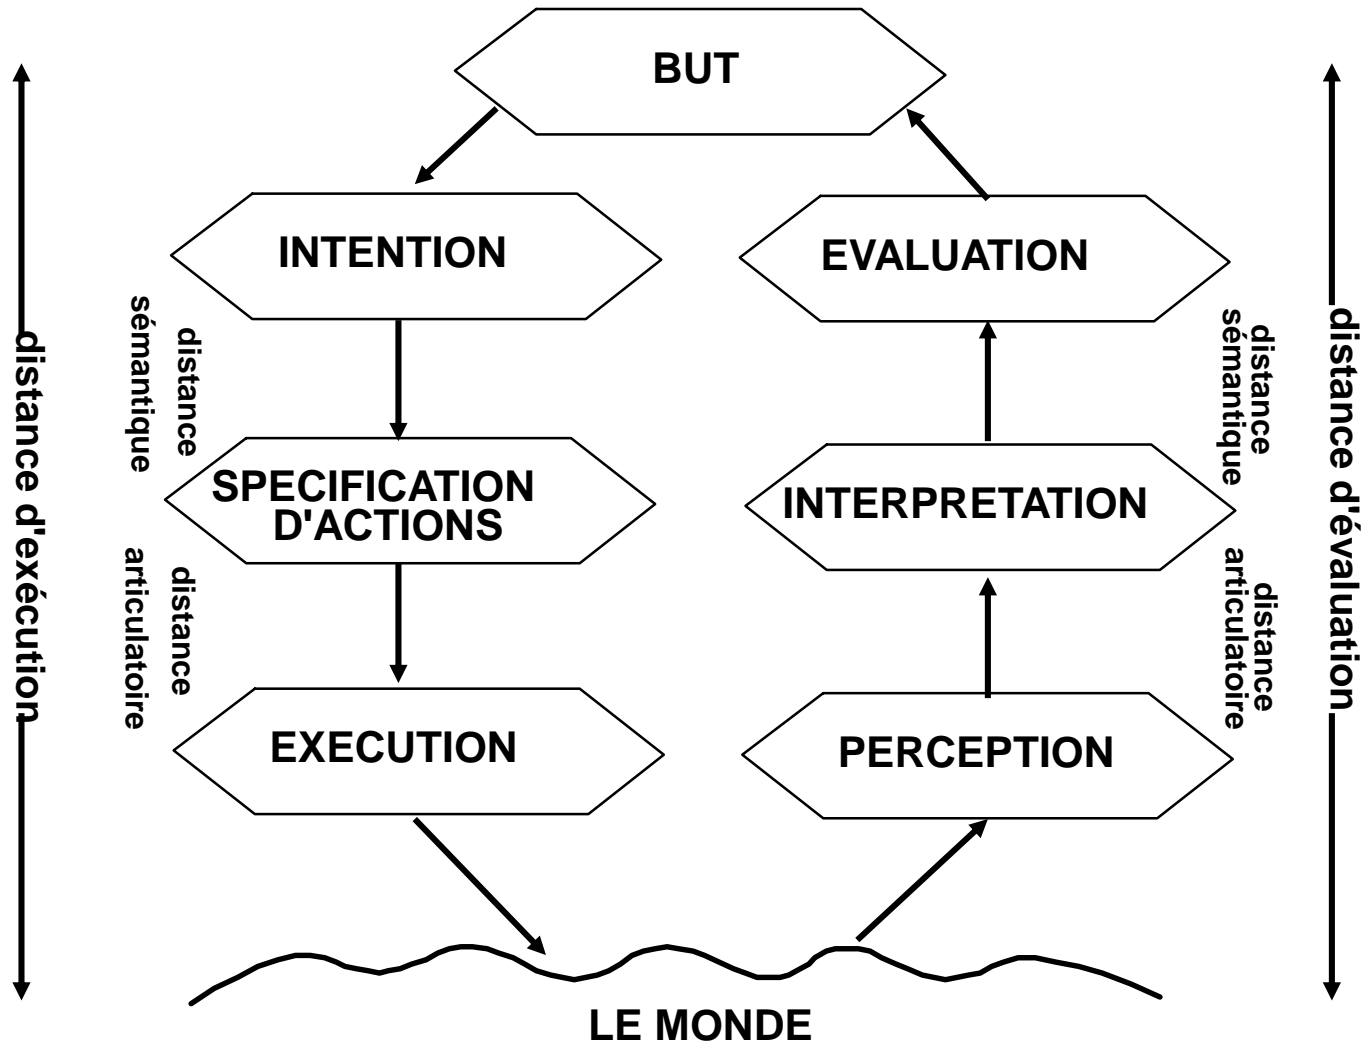 BUT
INTENTION
EVALUATION
distance
sémantique
distance
sémantique
distance d'exécution
distance d'évaluation
SPECIFICATION
D'ACTIONS
INTERPRETATION
distance
articulatoire
distance
articulatoire
EXECUTION
PERCEPTION
LE MONDE